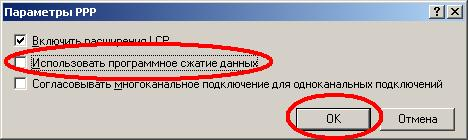 Параметры PPP
Включить расширения LCP
Использовать программное сжатие данных
Согласовывать многоканальное подключение для одноканальных подключений
OK
Отмена